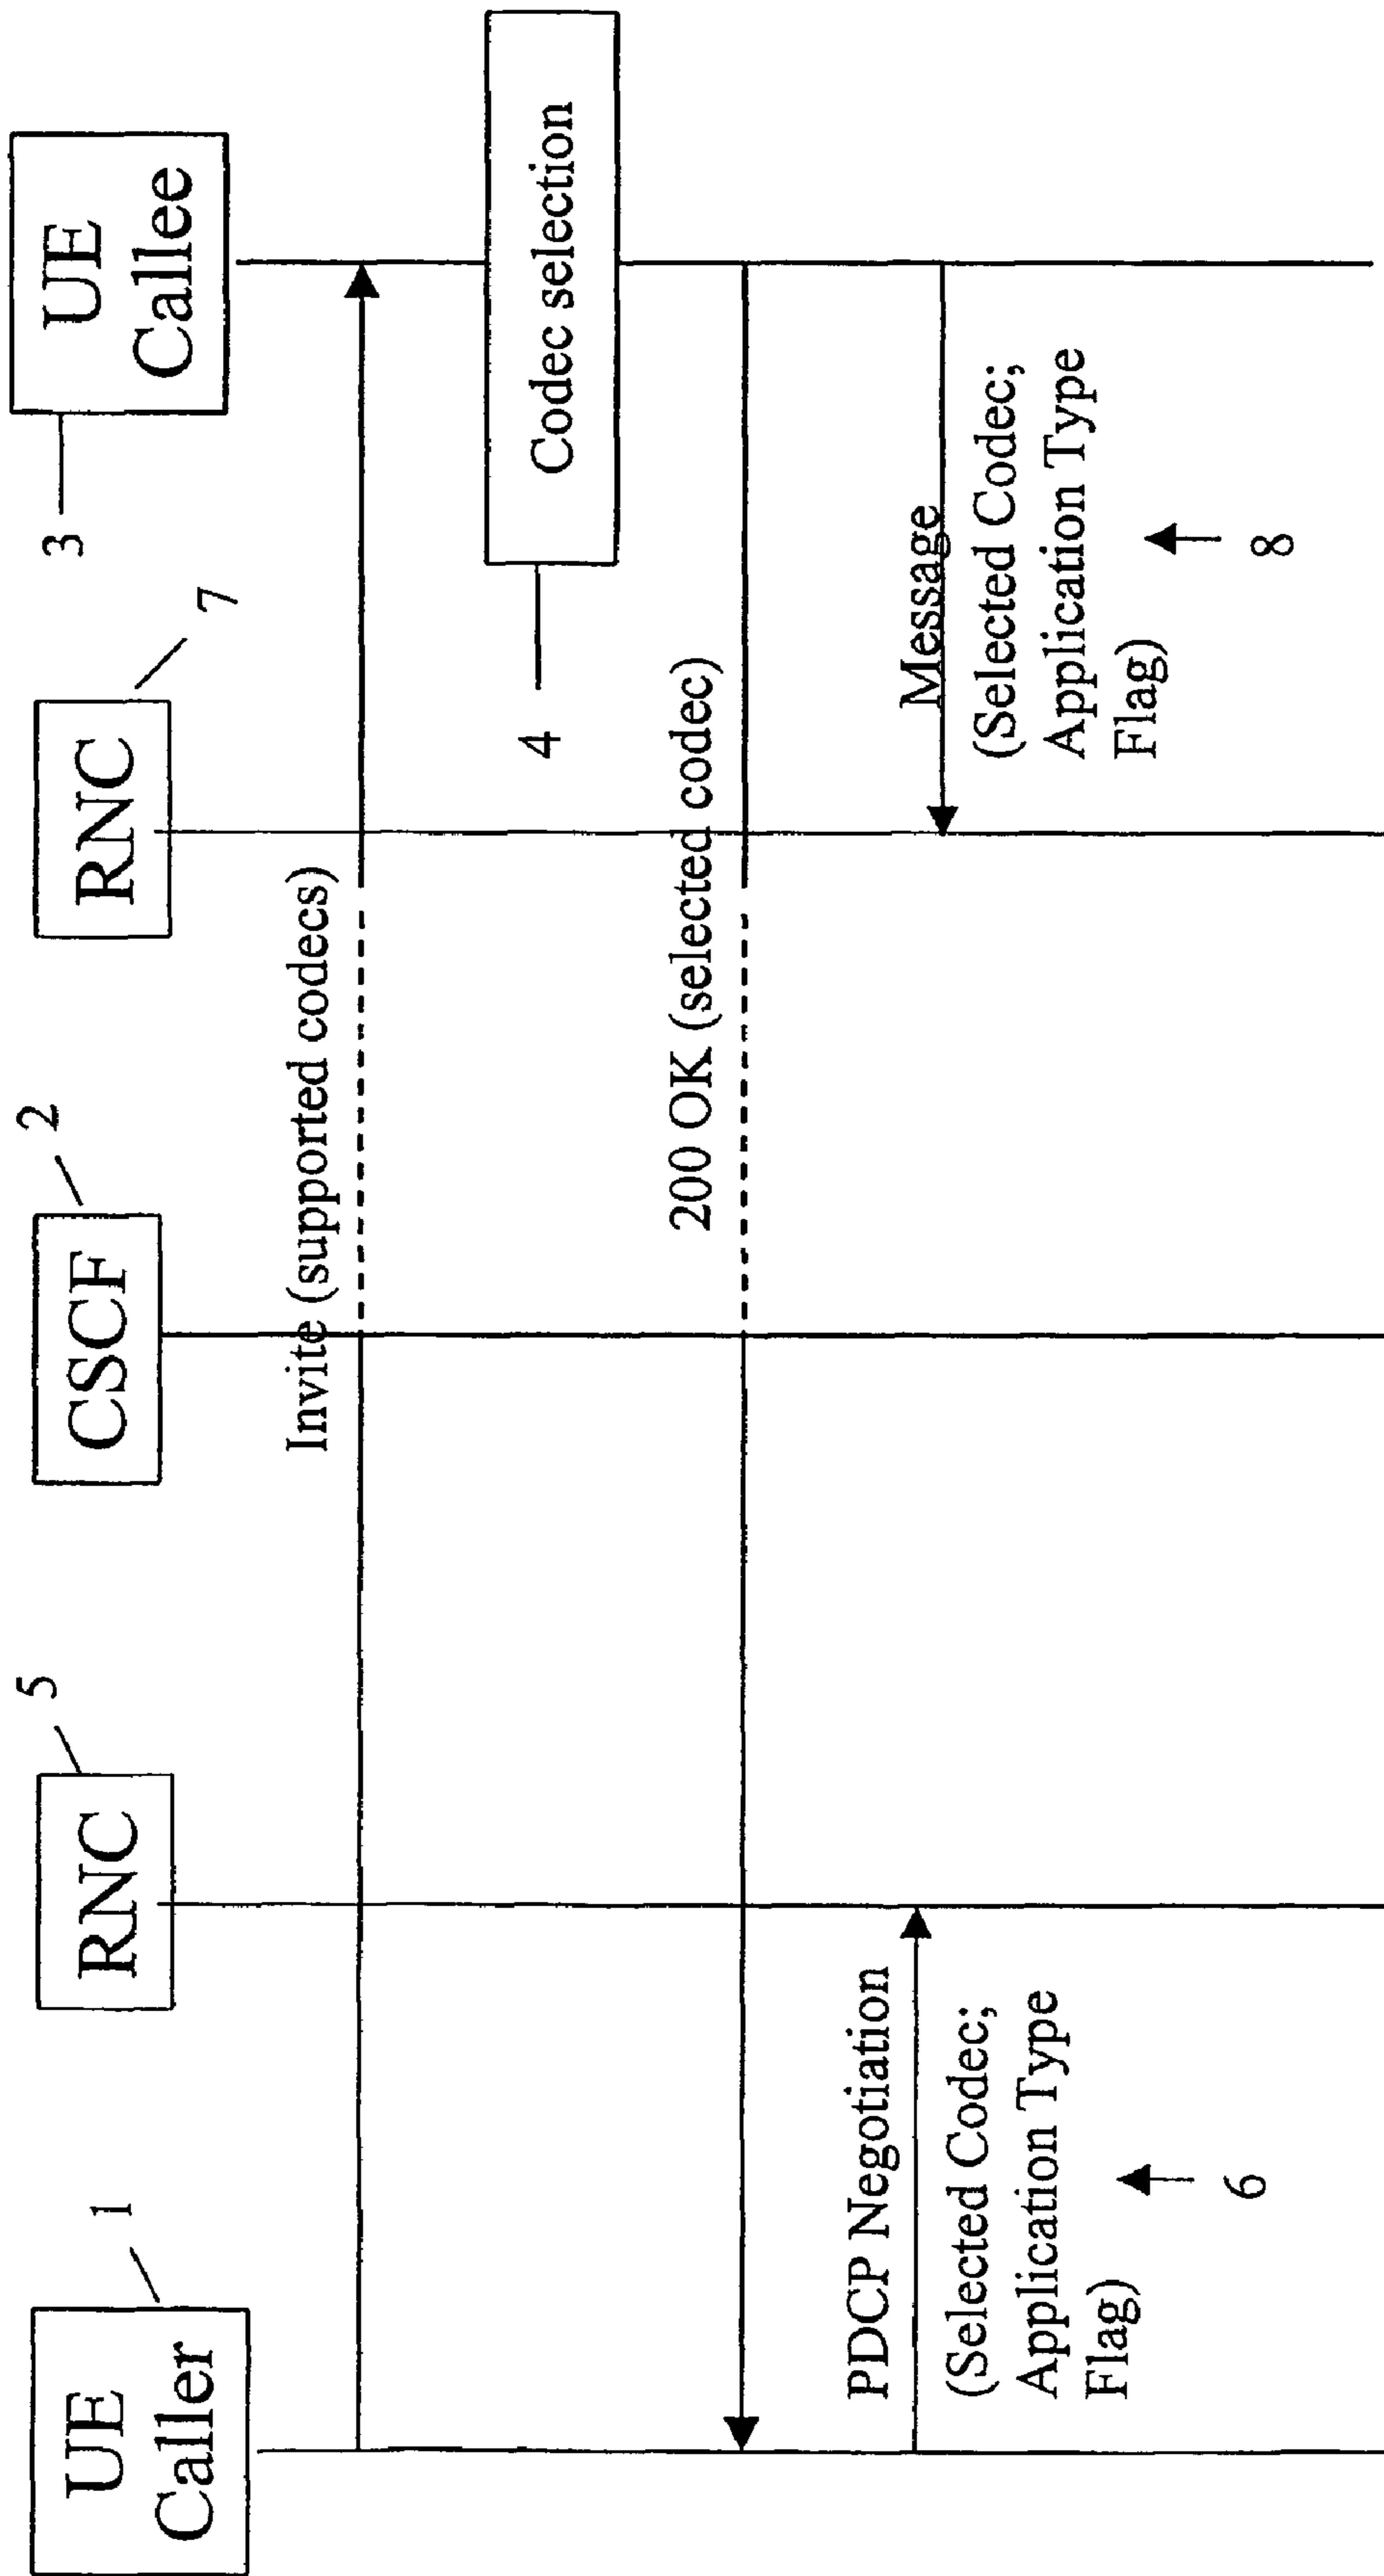 UE
Caller
1
RNC
5
CSCF
2
RNC
7
UE
Callee
3
Invite (supported codecs)
Codec selection
4
200 OK (selected codec)
PDCP Negotiation
(Selected Codec;
Application Type
Flag)
6
Message
(Selected Codec;
Application Type
Flag)
8